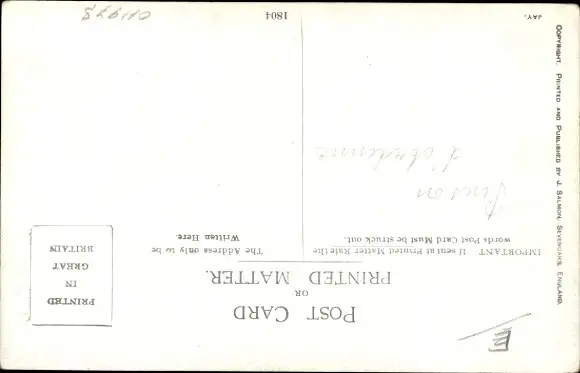 POST CARD
OR
PRINTED MATTER.
IMPORTANT If sent at Printed Matter Rate the
words Post Card Must be struck out.
The Address only to be
Written Here.
PRINTED
IN
GREAT
BRITAIN
JAY.
1804
COPYRIGHT. PRINTED AND PUBLISHED BY J. SALMON, SEVENOAKS, ENGLAND.